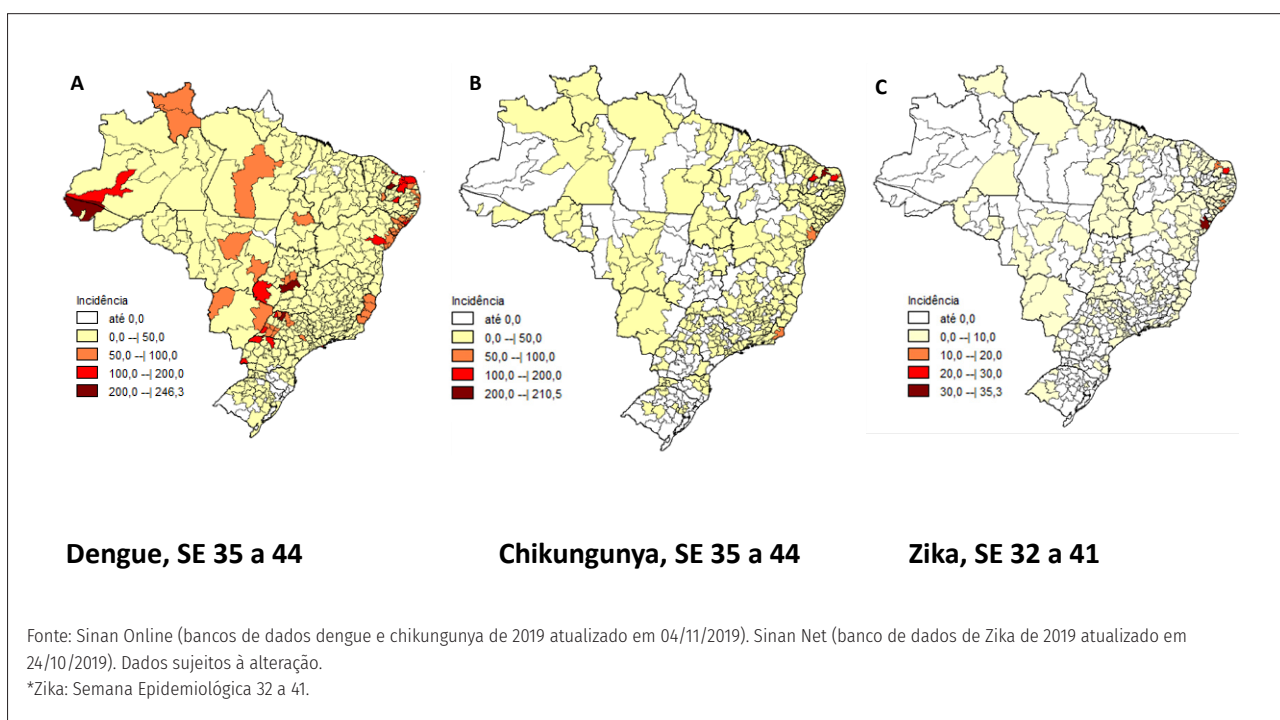 A
B
C
Incidência
até 0,0
0,0 --| 50,0
50,0 --| 100,0
100,0 --| 200,0
200,0 --| 246,3
Incidência
até 0,0
0,0 --| 50,0
50,0 --| 100,0
100,0 --| 200,0
200,0 --| 210,5
Incidência
até 0,0
0,0 --| 10,0
10,0 --| 20,0
20,0 --| 30,0
30,0 --| 35,3
Dengue, SE 35 a 44
Chikungunya, SE 35 a 44
Zika, SE 32 a 41
Fonte: Sinan Online (bancos de dados dengue e chikungunya de 2019 atualizado em 04/11/2019). Sinan Net (banco de dados de Zika de 2019 atualizado em
24/10/2019). Dados sujeitos à alteração.
*Zika: Semana Epidemiológica 32 a 41.